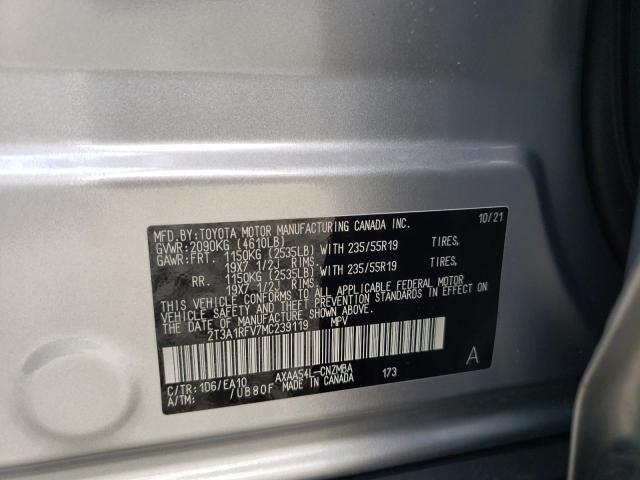 MFD.BY:TOYOTA MOTOR MANUFACTURING CANADA INC. 10/21
GVWR:2090KG (4610LB)
GAWR:FRT. 1150KG (2535LB) WITH 235/55R19 TIRES,
19X7 1/2J RIMS.
RR. 1150KG (2535LB) WITH 235/55R19 TIRES,
19X7 1/2J RIMS.
THIS VEHICLE CONFORMS TO ALL APPLICABLE FEDERAL MOTOR
VEHICLE SAFETY AND THEFT PREVENTION STANDARDS IN EFFECT ON
THE DATE OF MANUFACTURE SHOWN ABOVE.
2T3A1RFV7MC239119 MPV
C/TR:1D6/EA10 AXAA54L-CNZMBA 173 A
A/TM: /UB80F MADE IN CANADA